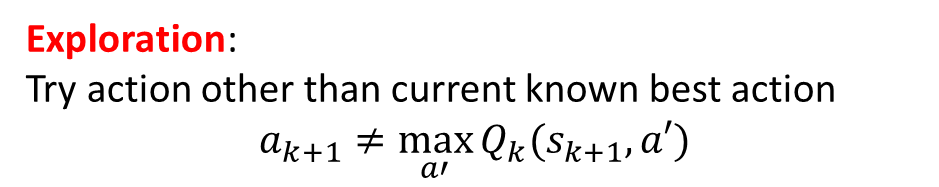 Exploration:
Try action other than current known best action
a_{k+1} ≠ max_{a'} Q_k(s_{k+1}, a')